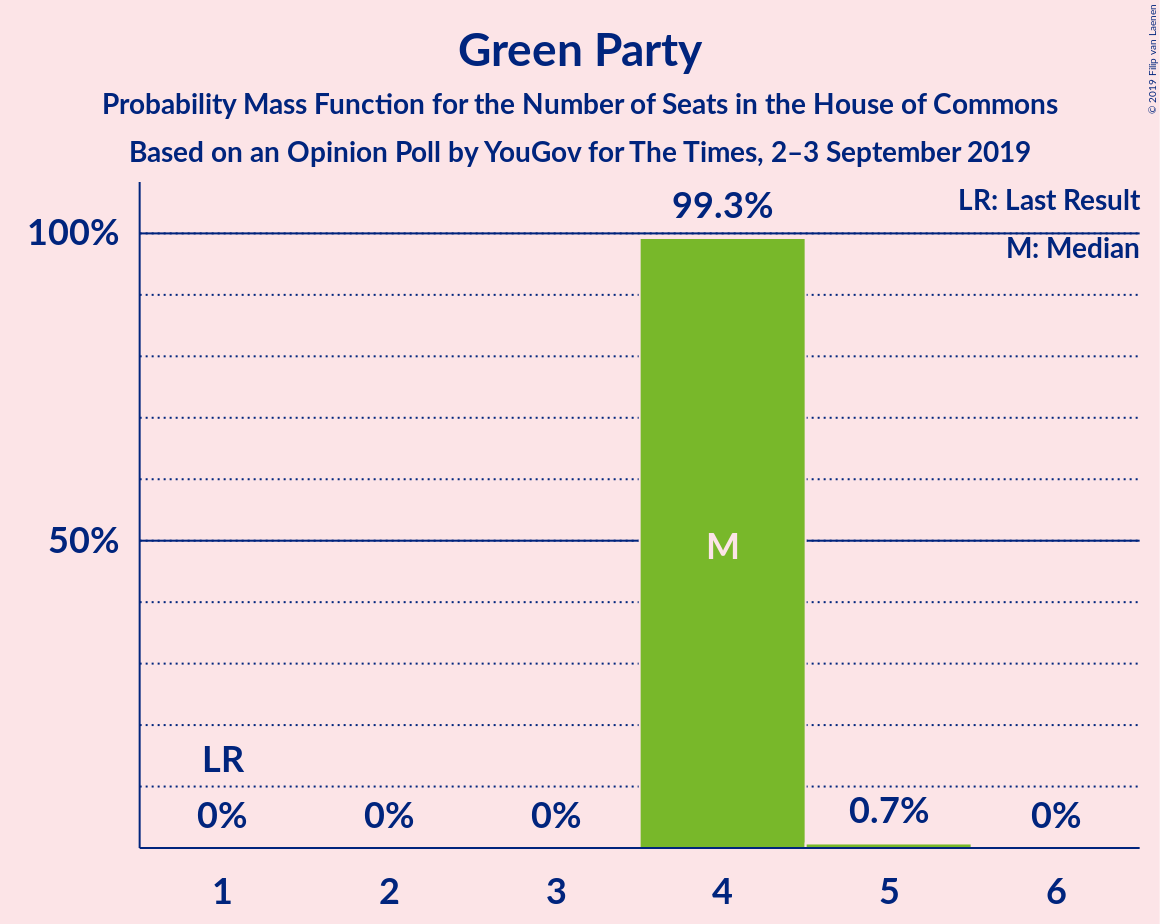 Green Party
Probability Mass Function for the Number of Seats in the House of Commons
Based on an Opinion Poll by YouGov for The Times, 2–3 September 2019
© 2019 Filip van Laenen
LR: Last Result
M: Median
99.3%
100%
50%
M
LR
0%
0%
0%
0.7%
0%
1 2 3 4 5 6